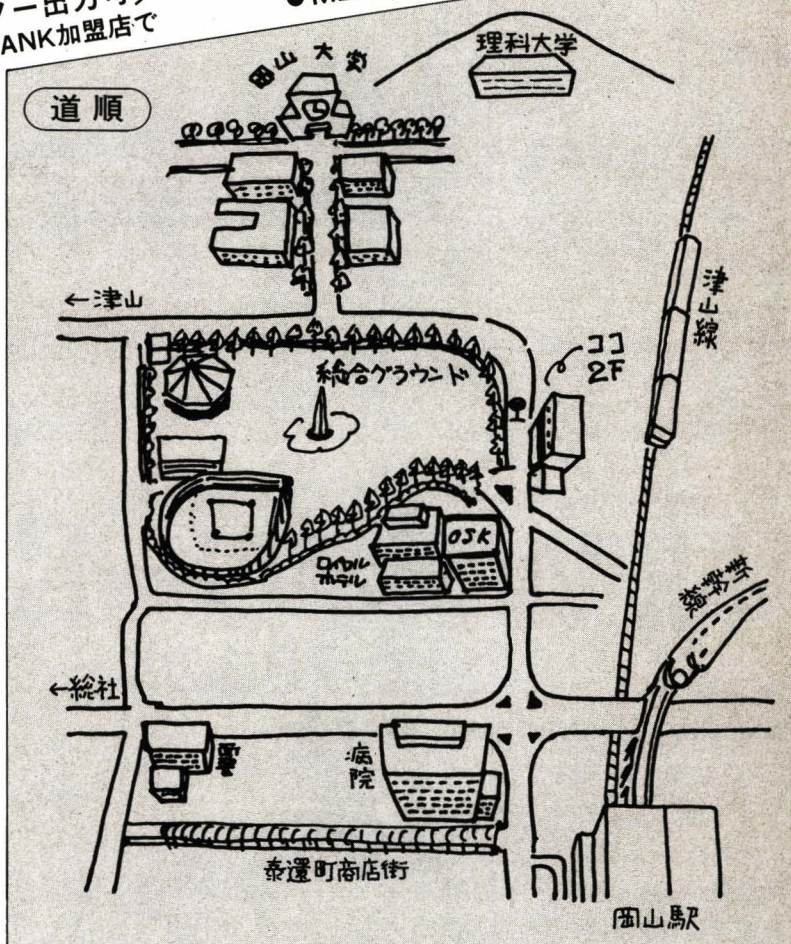 ANK加盟店で
道順
岡山大学
理科大学
←津山
津山線
ココ
2F
総合グラウンド
OSK
ロイヤル
ホテル
新幹線
←総社
病院
奉還町商店街
岡山駅